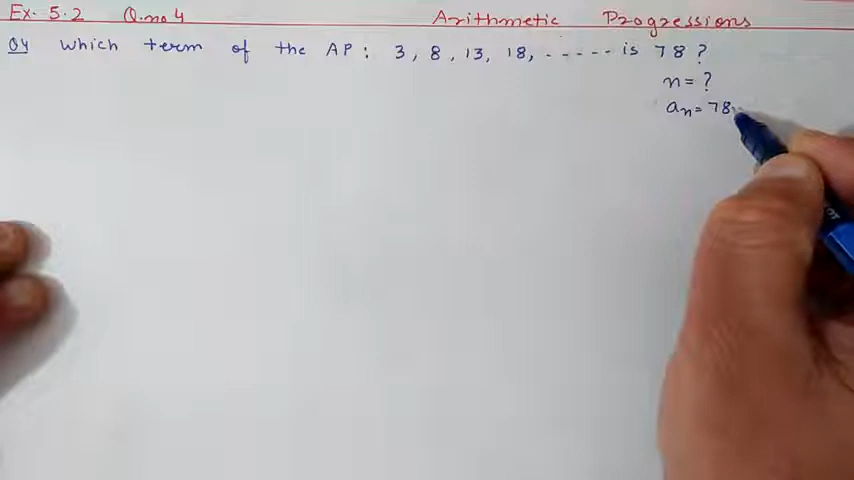 Ex-5.2 Q.no 4 Arithmetic Progressions
Q4 Which term of the AP : 3, 8, 13, 18, ----- is 78 ?
n = ?
an = 78